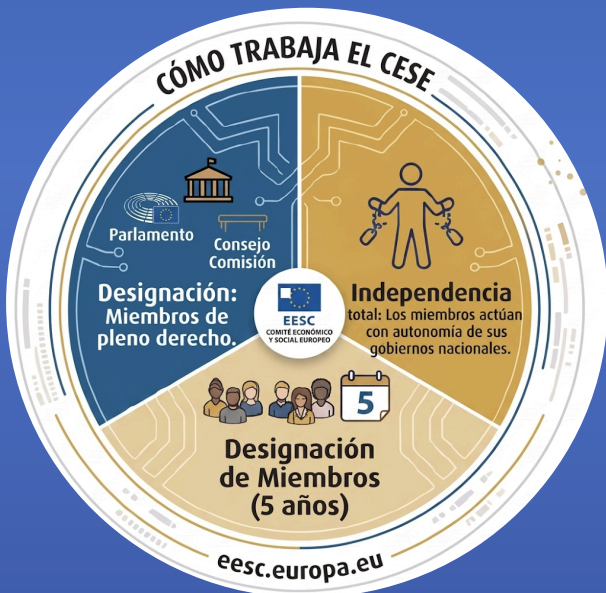 CÓMO TRABAJA EL CESE
Parlamento
Consejo
Comisión
Designación:
Miembros de
pleno derecho.
Independencia
total: Los miembros actúan
con autonomía de sus
gobiernos nacionales.
EESC
COMITÉ ECONÓMICO
Y SOCIAL EUROPEO
5
Designación
de Miembros
(5 años)
eesc.europa.eu